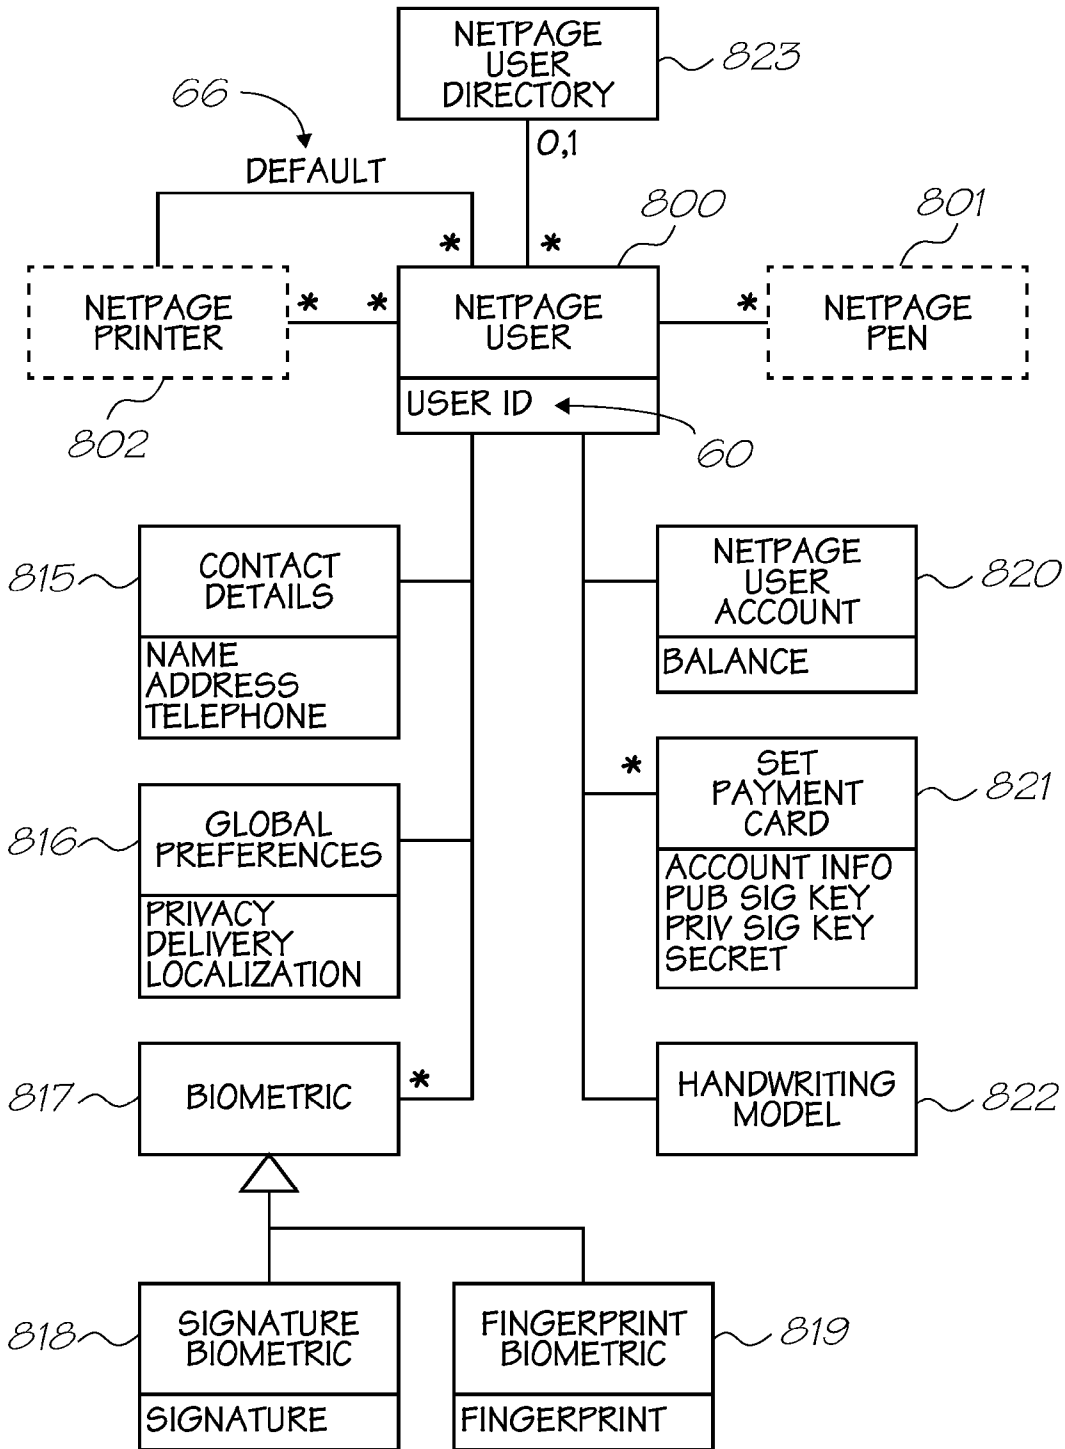 NETPAGE
USER
DIRECTORY
823
66
0,1
DEFAULT
800
801
*
*
NETPAGE
PRINTER
*
*
NETPAGE
USER
*
NETPAGE
PEN
USER ID
802
60
815
CONTACT
DETAILS
NAME
ADDRESS
TELEPHONE
NETPAGE
USER
ACCOUNT
820
BALANCE
816
GLOBAL
PREFERENCES
PRIVACY
DELIVERY
LOCALIZATION
*
SET
PAYMENT
CARD
821
ACCOUNT INFO
PUB SIG KEY
PRIV SIG KEY
SECRET
817
BIOMETRIC
*
HANDWRITING
MODEL
822
818
SIGNATURE
BIOMETRIC
SIGNATURE
FINGERPRINT
BIOMETRIC
819
FINGERPRINT